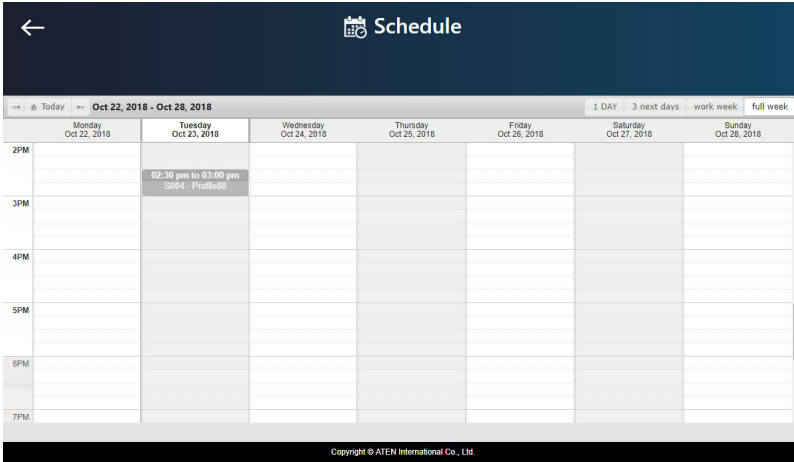 Schedule
Today Oct 22, 2018 - Oct 28, 2018 1 DAY 3 next days work week full week
Monday Tuesday Wednesday Thursday Friday Saturday Sunday
Oct 22, 2018 Oct 23, 2018 Oct 24, 2018 Oct 25, 2018 Oct 26, 2018 Oct 27, 2018 Oct 28, 2018
2PM
02:30 pm to 03:00 pm
S004 - Profile88
3PM
4PM
5PM
6PM
7PM
Copyright © ATEN International Co., Ltd.